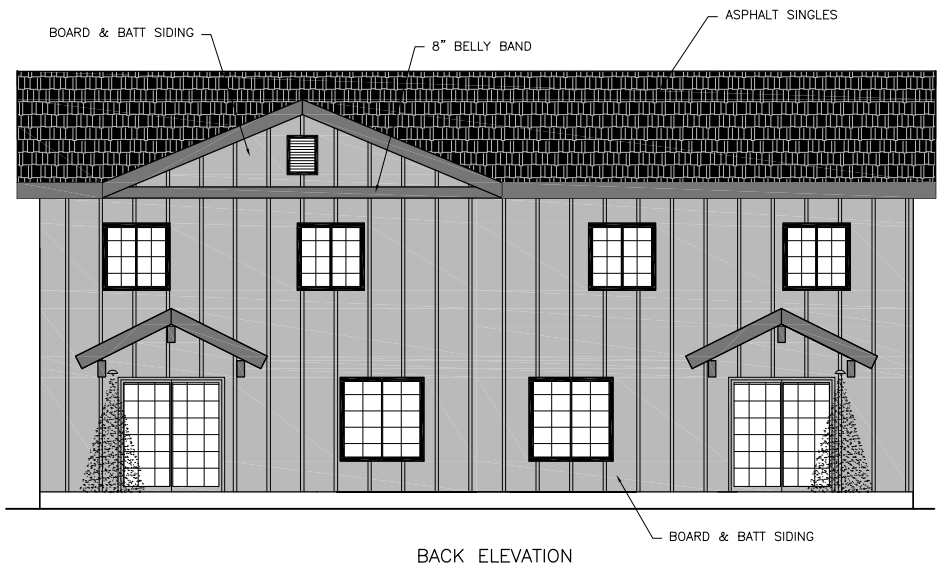 ASPHALT SINGLES
BOARD & BATT SIDING
8" BELLY BAND
BOARD & BATT SIDING
BACK ELEVATION